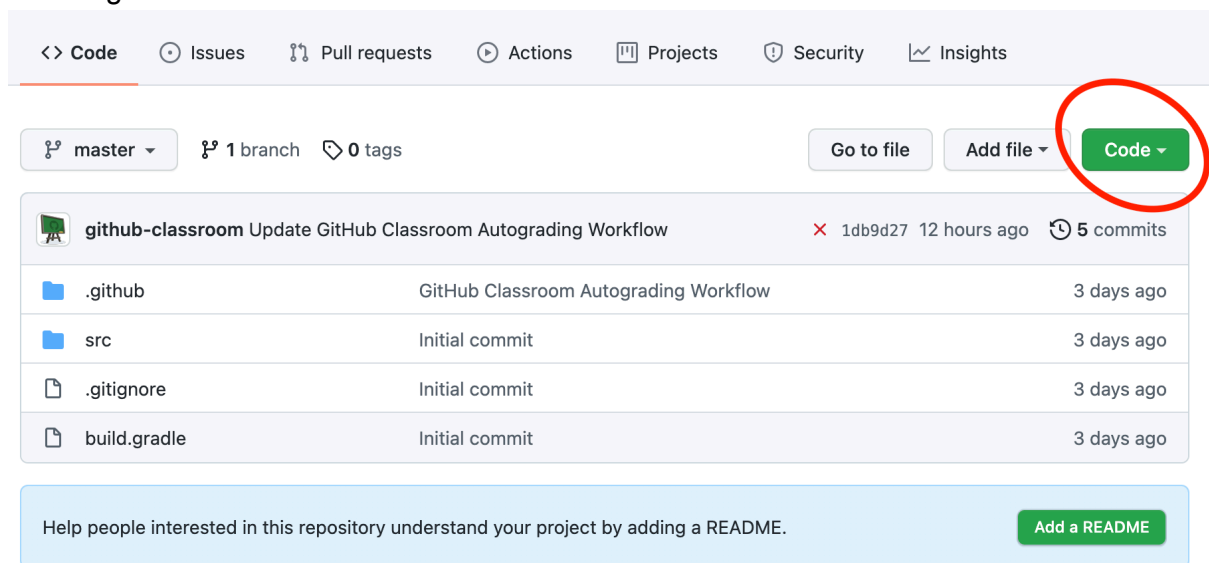 <> Code Issues Pull requests Actions Projects Security Insights
master 1 branch 0 tags Go to file Add file Code
github-classroom Update GitHub Classroom Autograding Workflow 1db9d27 12 hours ago 5 commits
.github GitHub Classroom Autograding Workflow 3 days ago
src Initial commit 3 days ago
.gitignore Initial commit 3 days ago
build.gradle Initial commit 3 days ago
Help people interested in this repository understand your project by adding a README. Add a README